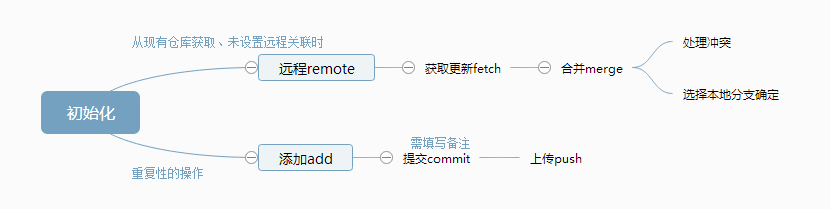 从现有仓库获取、未设置远程关联时
初始化
远程remote
获取更新fetch
合并merge
处理冲突
选择本地分支确定
重复性的操作
添加add
需填写备注
提交commit
上传push